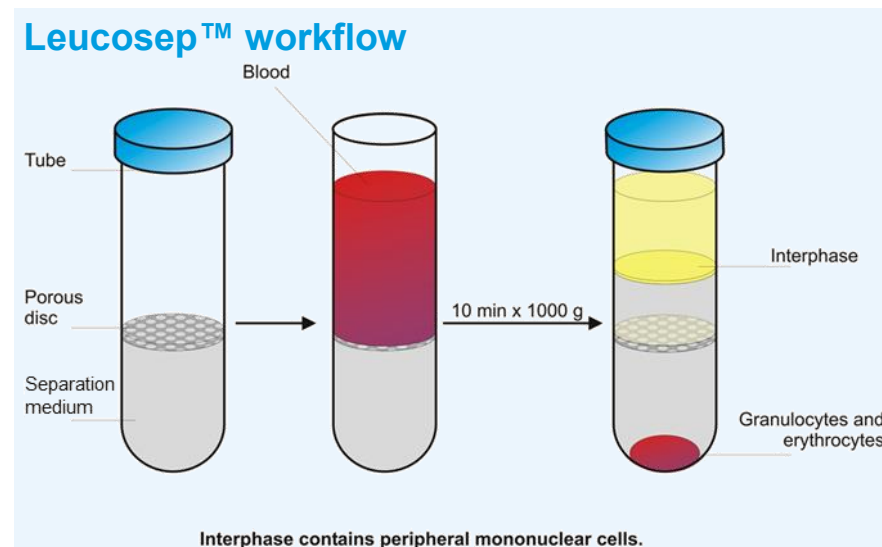 Leucosep™ workflow
Blood
Tube
Porous
disc
Separation
medium
10 min x 1000 g
Interphase
Granulocytes and
erythrocytes
Interphase contains peripheral mononuclear cells.